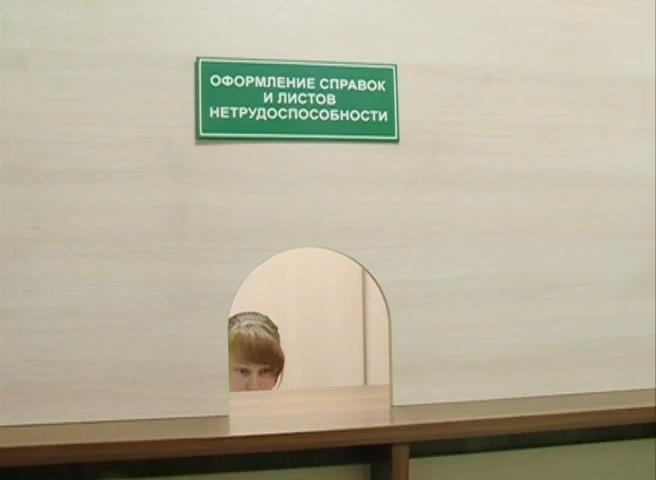 ОФОРМЛЕНИЕ СПРАВОК
И ЛИСТОВ
НЕТРУДОСПОСОБНОСТИ